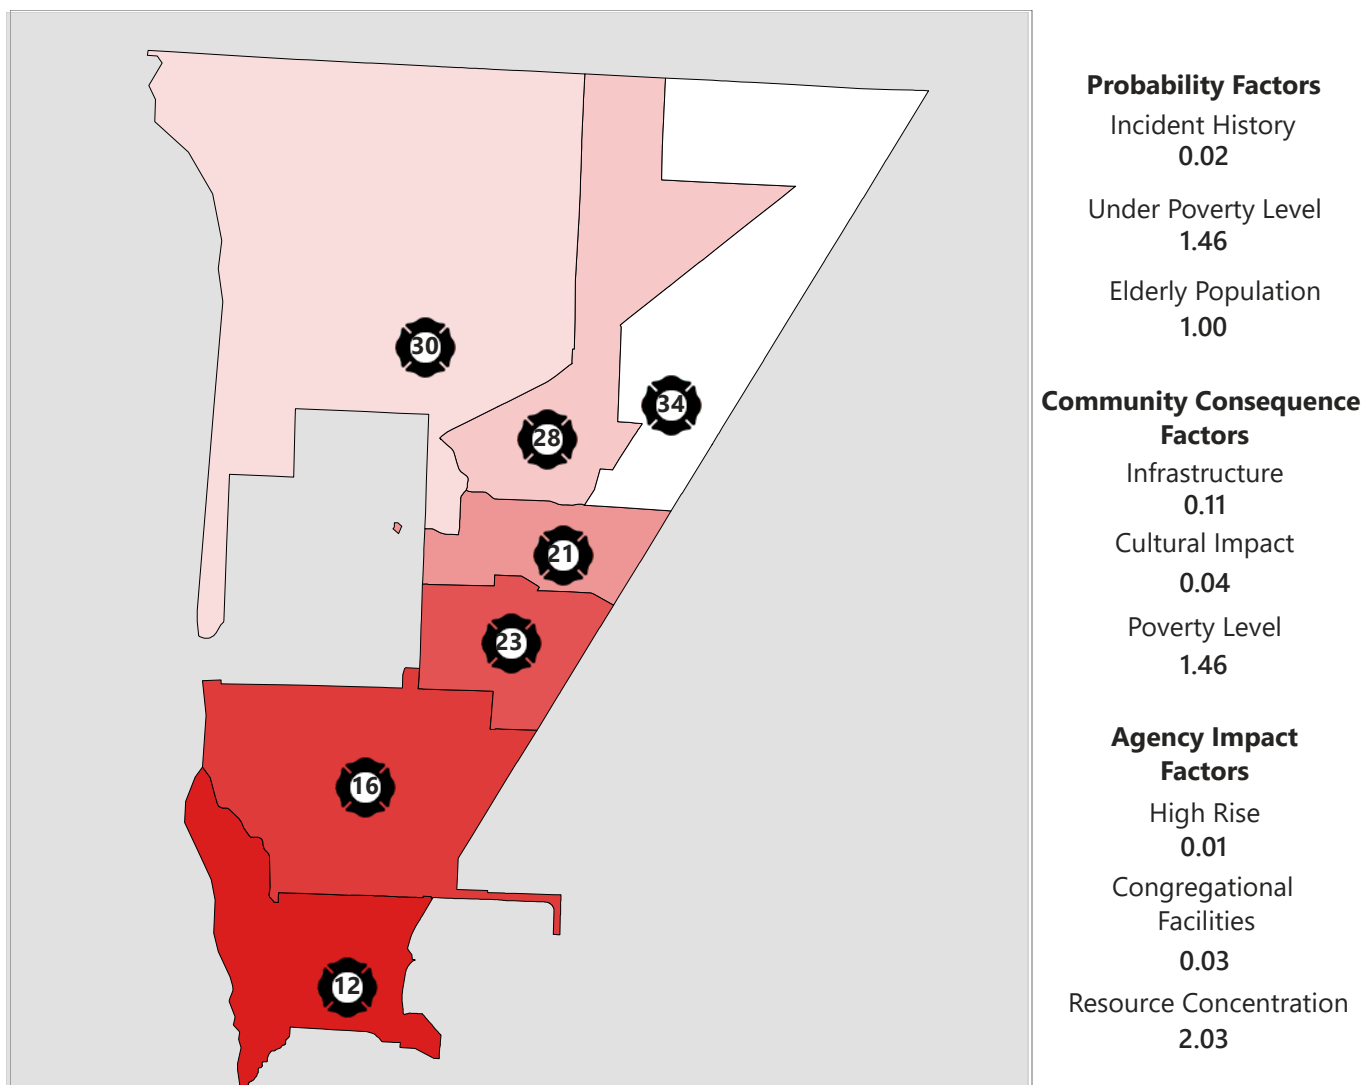 30
34
28
21
23
16
12
Probability Factors
Incident History
0.02
Under Poverty Level
1.46
Elderly Population
1.00
Community Consequence
Factors
Infrastructure
0.11
Cultural Impact
0.04
Poverty Level
1.46
Agency Impact
Factors
High Rise
0.01
Congregational
Facilities
0.03
Resource Concentration
2.03